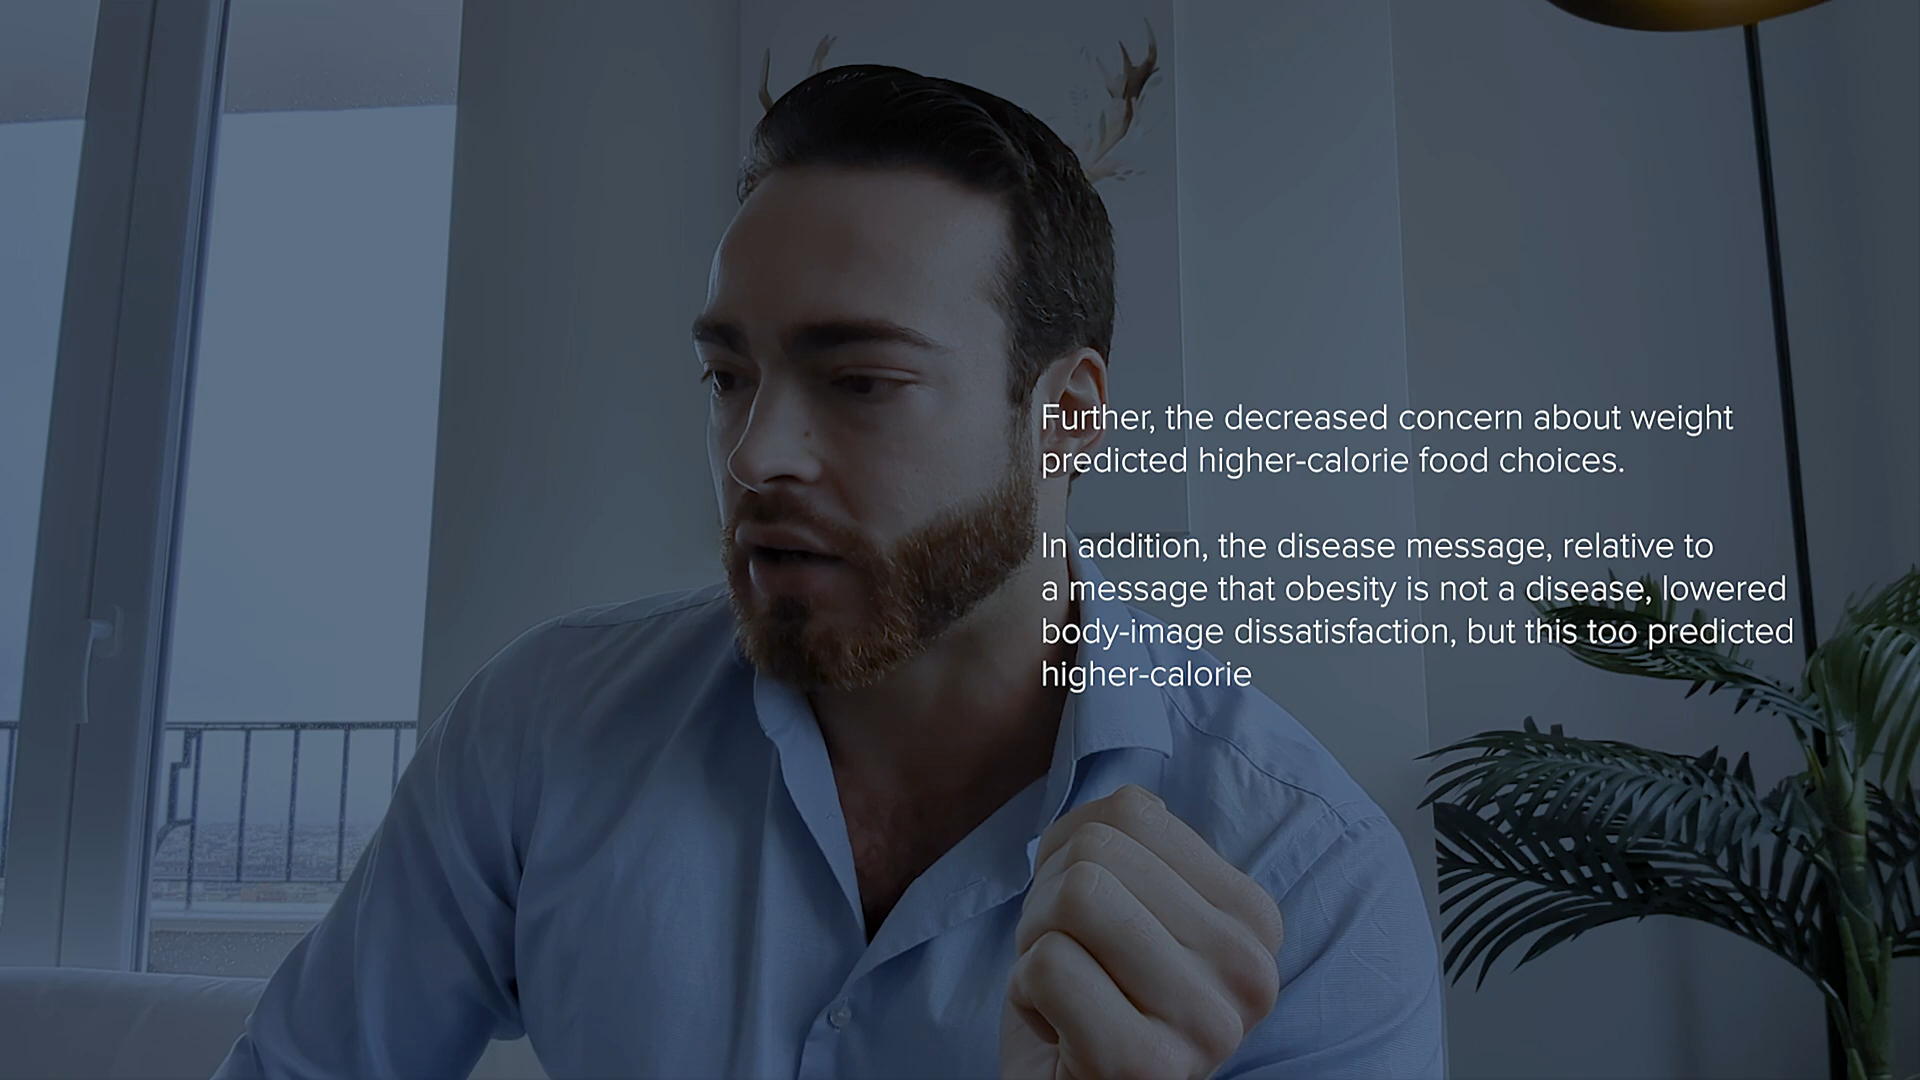 Further, the decreased concern about weight
predicted higher-calorie food choices.
In addition, the disease message, relative to
a message that obesity is not a disease, lowered
body-image dissatisfaction, but this too predicted
higher-calorie